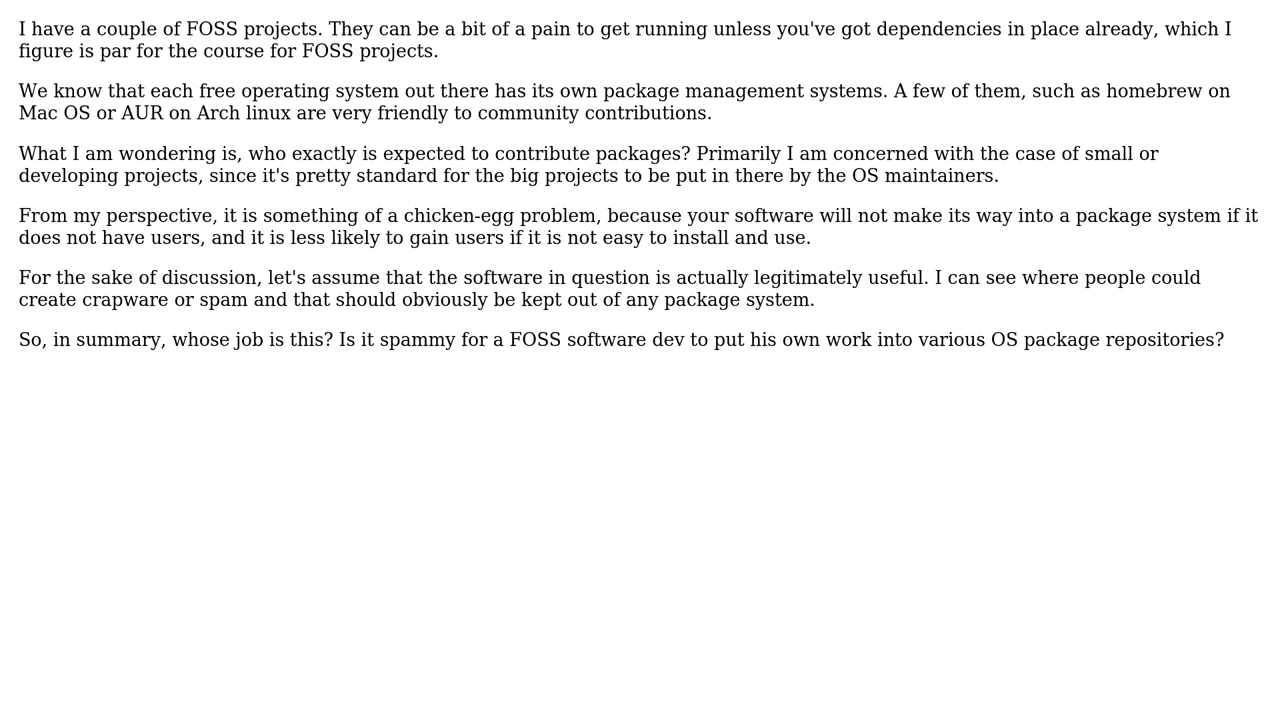 I have a couple of FOSS projects. They can be a bit of a pain to get running unless you've got dependencies in place already, which I
figure is par for the course for FOSS projects.
We know that each free operating system out there has its own package management systems. A few of them, such as homebrew on
Mac OS or AUR on Arch linux are very friendly to community contributions.
What I am wondering is, who exactly is expected to contribute packages? Primarily I am concerned with the case of small or
developing projects, since it's pretty standard for the big projects to be put in there by the OS maintainers.
From my perspective, it is something of a chicken-egg problem, because your software will not make its way into a package system if it
does not have users, and it is less likely to gain users if it is not easy to install and use.
For the sake of discussion, let's assume that the software in question is actually legitimately useful. I can see where people could
create crapware or spam and that should obviously be kept out of any package system.
So, in summary, whose job is this? Is it spammy for a FOSS software dev to put his own work into various OS package repositories?